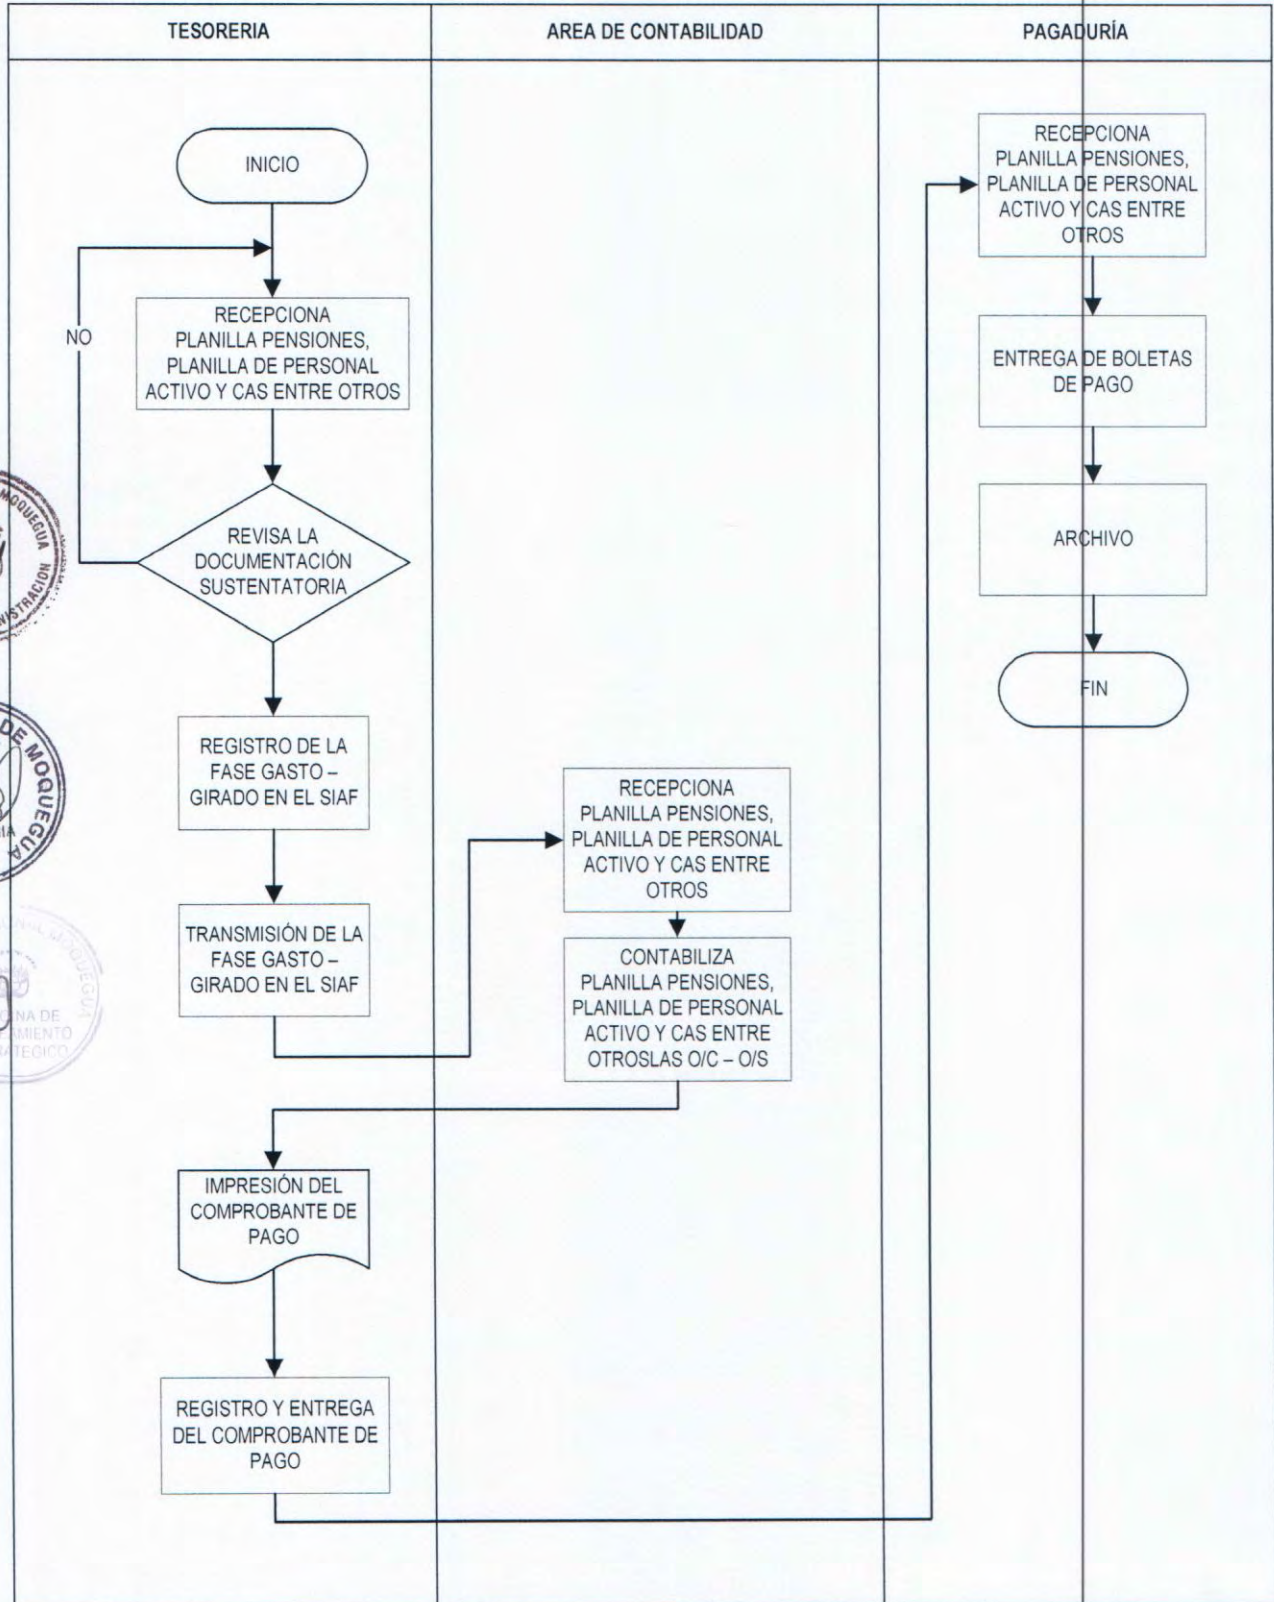 TESORERIA
AREA DE CONTABILIDAD
PAGADURÍA
INICIO
NO
RECEPCIONA
PLANILLA PENSIONES,
PLANILLA DE PERSONAL
ACTIVO Y CAS ENTRE OTROS
REVISA LA
DOCUMENTACIÓN
SUSTENTATORIA
REGISTRO DE LA
FASE GASTO –
GIRADO EN EL SIAF
TRANSMISIÓN DE LA
FASE GASTO –
GIRADO EN EL SIAF
RECEPCIONA
PLANILLA PENSIONES,
PLANILLA DE PERSONAL
ACTIVO Y CAS ENTRE
OTROS
CONTABILIZA
PLANILLA PENSIONES,
PLANILLA DE PERSONAL
ACTIVO Y CAS ENTRE
OTROSLAS O/C – O/S
IMPRESIÓN DEL
COMPROBANTE DE
PAGO
REGISTRO Y ENTREGA
DEL COMPROBANTE DE
PAGO
RECEPCIONA
PLANILLA PENSIONES,
PLANILLA DE PERSONAL
ACTIVO Y CAS ENTRE
OTROS
ENTREGA DE BOLETAS
DE PAGO
ARCHIVO
FIN
MOQUEGUA
DE MOQUEGUA
MOQUEGUA